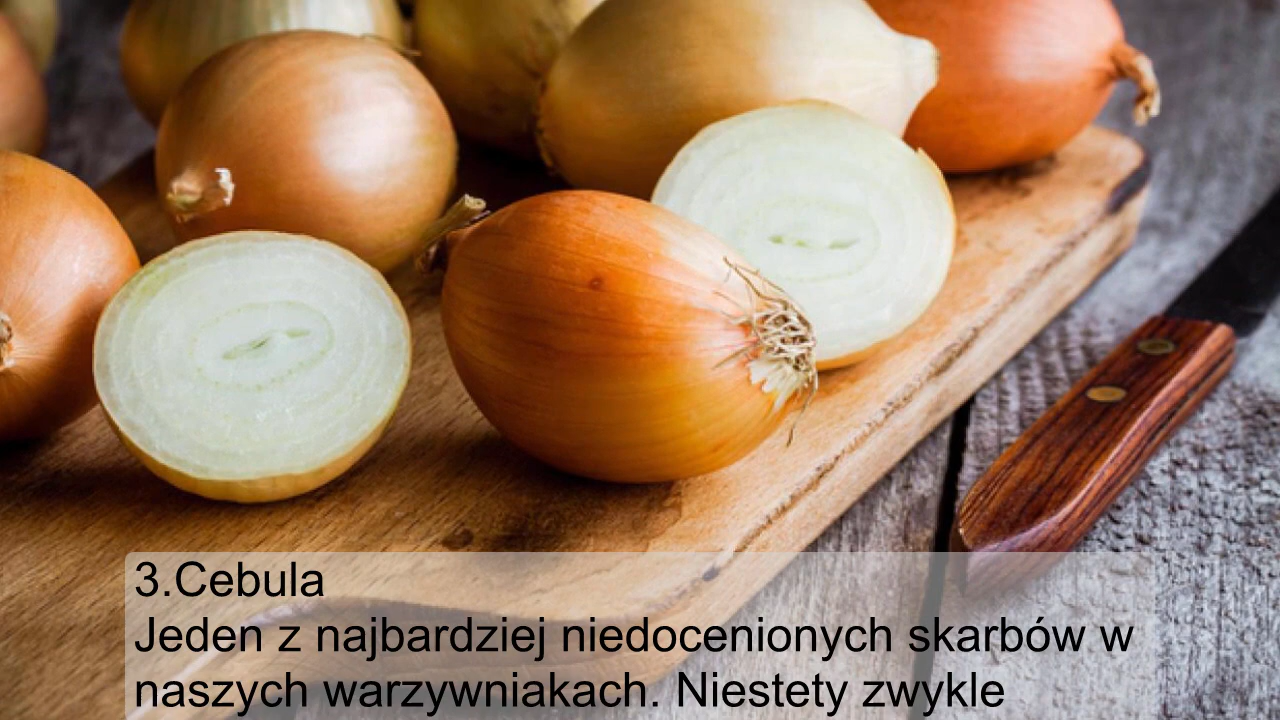 3.Cebula
Jeden z najbardziej niedocenionych skarbów w
naszych warzywniakach. Niestety zwykle